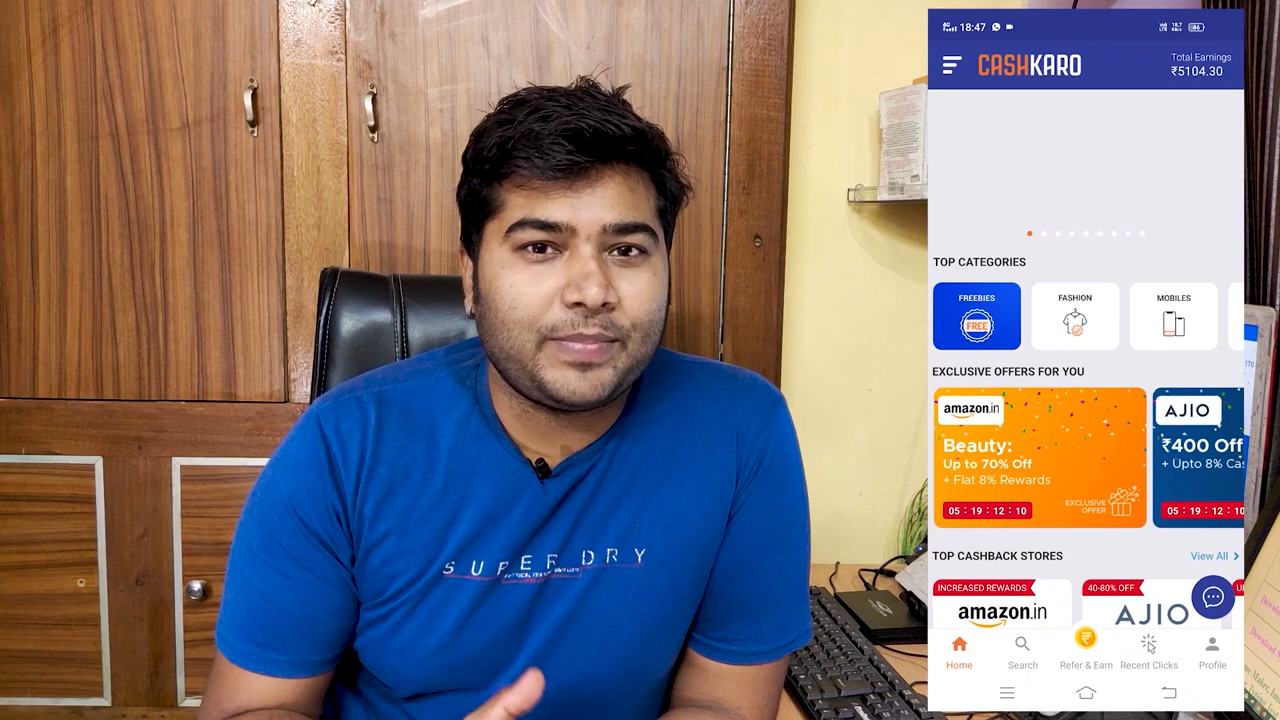 SUPERDRY
18:47
CASHKARO
Total Earnings
₹5104.30
TOP CATEGORIES
FREEBIES
FREE
FASHION
MOBILES
EXCLUSIVE OFFERS FOR YOU
amazon.in
Beauty:
Up to 70% Off
+ Flat 8% Rewards
EXCLUSIVE
OFFER
05 : 19 : 12 : 10
AJIO
₹400 Off
+ Upto 8% Cas
05 : 19 : 12 : 10
TOP CASHBACK STORES
View All
INCREASED REWARDS
amazon.in
40-80% OFF
AJIO
Home
Search
Refer & Earn
Recent Clicks
Profile